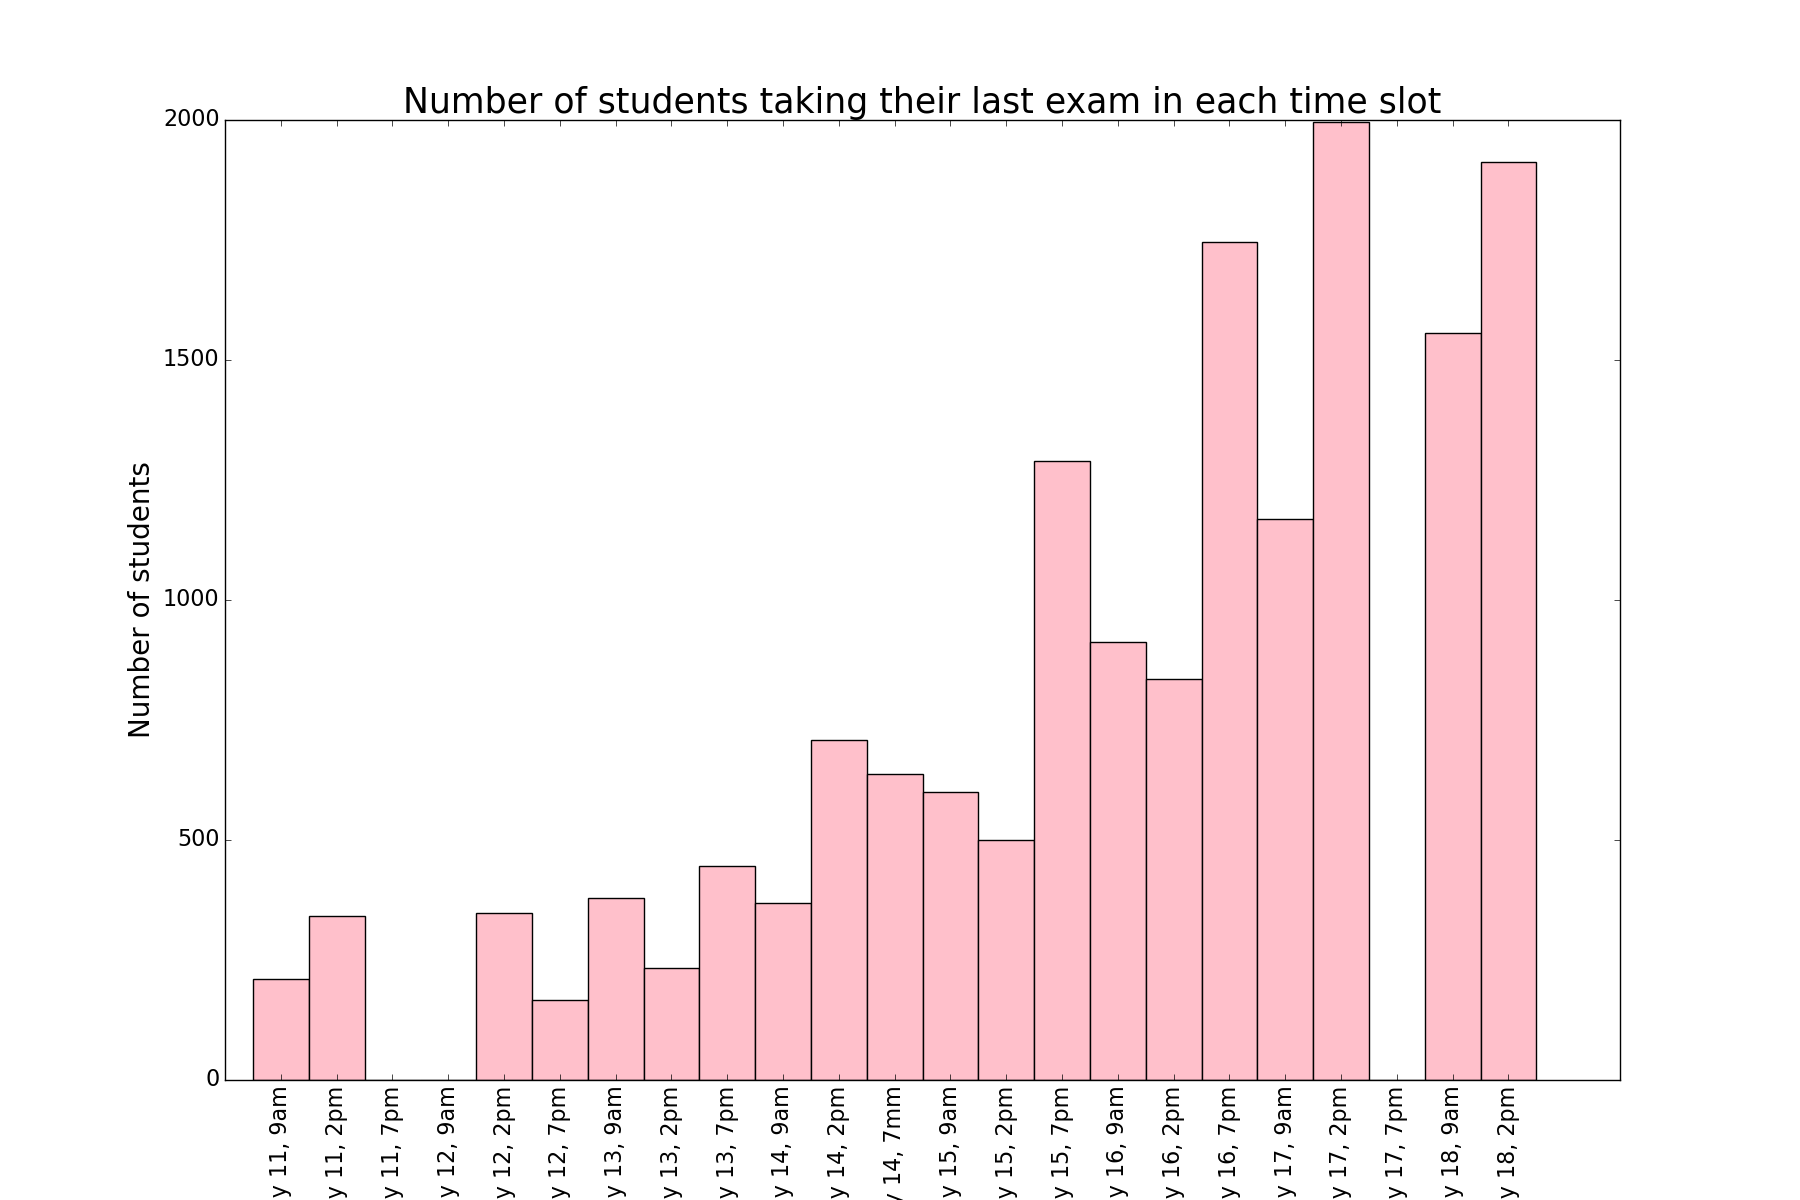 Number of students taking their last exam in each time slot
Number of students
2000
1500
1000
500
0
y 11, 9am
y 11, 2pm
y 11, 7pm
y 12, 9am
y 12, 2pm
y 12, 7pm
y 13, 9am
y 13, 2pm
y 13, 7pm
y 14, 9am
y 14, 2pm
y 14, 7mm
y 15, 9am
y 15, 2pm
y 15, 7pm
y 16, 9am
y 16, 2pm
y 16, 7pm
y 17, 9am
y 17, 2pm
y 17, 7pm
y 18, 9am
y 18, 2pm